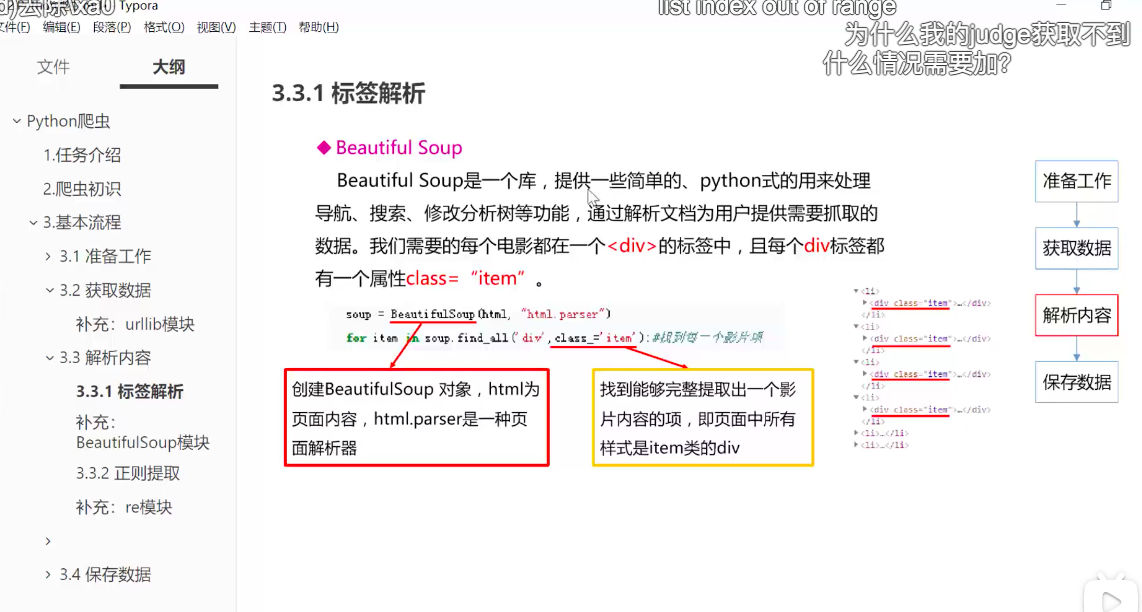 Typora
list index out of range
文件(F) 编辑(E) 段落(P) 格式(O) 视图(V) 主题(T) 帮助(H)
为什么我的judge获取不到
什么情况需要加?
文件 大纲
Python爬虫
1.任务介绍
2.爬虫初识
3.基本流程
3.1 准备工作
3.2 获取数据
补充：urllib模块
3.3 解析内容
3.3.1 标签解析
补充：
BeautifulSoup模块
3.3.2 正则提取
补充：re模块
3.4 保存数据
3.3.1 标签解析
Beautiful Soup
Beautiful Soup是一个库，提供一些简单的、python式的用来处理
导航、搜索、修改分析树等功能，通过解析文档为用户提供需要抓取的
数据。我们需要的每个电影都在一个<div>的标签中，且每个div标签都
有一个属性class=“item”。
soup = BeautifulSoup(html, “html.parser”)
for item in soup.find_all('div',class_='item'):#找到每一个影片项
创建BeautifulSoup 对象，html为
页面内容，html.parser是一种页
面解析器
找到能够完整提取出一个影
片内容的项，即页面中所有
样式是item类的div
<li>
<div class="item">…</div>
</li>
<li>
<div class="item">…</div>
</li>
<li>
<div class="item">…</div>
</li>
<li>
<div class="item">…</div>
</li>
<li>…</li>
<li>…</li>
准备工作
获取数据
解析内容
保存数据